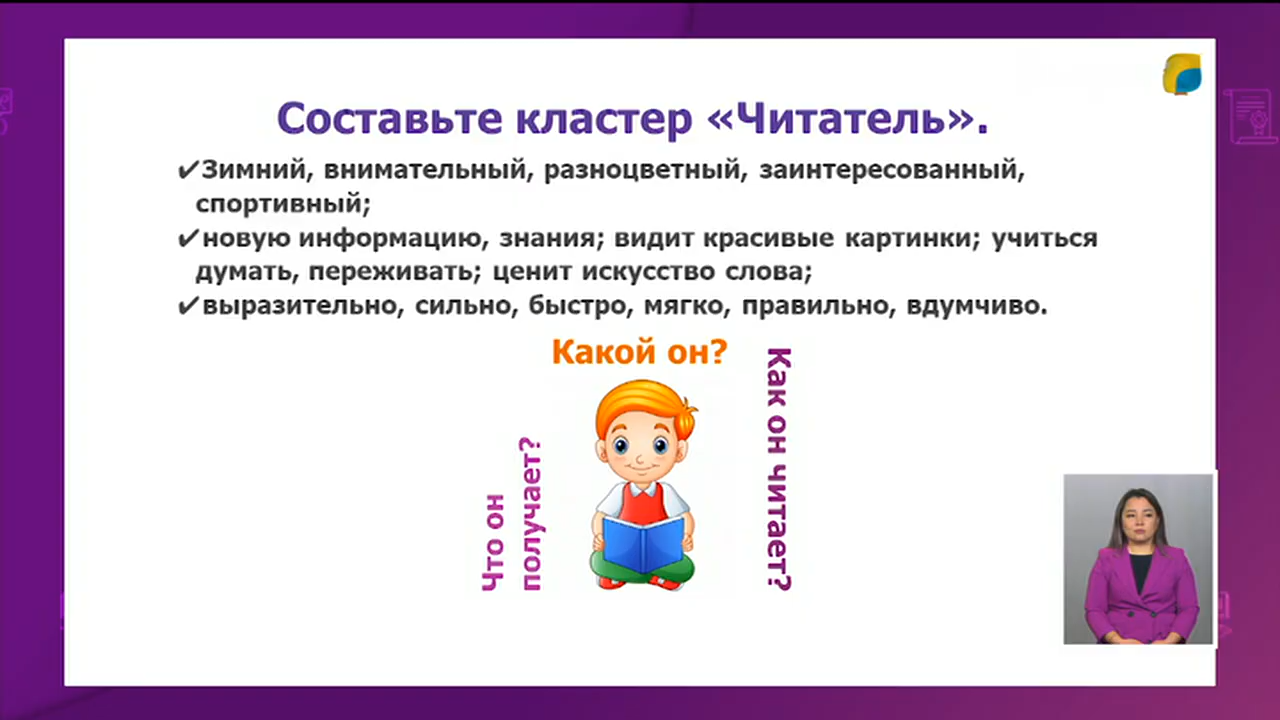 Составьте кластер «Читатель».
✔Зимний, внимательный, разноцветный, заинтересованный,
спортивный;
✔новую информацию, знания; видит красивые картинки; учиться
думать, переживать; ценит искусство слова;
✔выразительно, сильно, быстро, мягко, правильно, вдумчиво.
Какой он?
Что он
получает?
Как он читает?